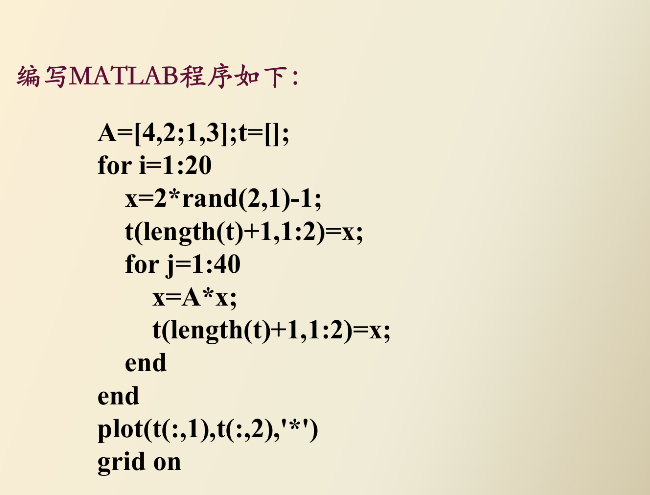 编写MATLAB程序如下：
A=[4,2;1,3];t=[];
for i=1:20
x=2*rand(2,1)-1;
t(length(t)+1,1:2)=x;
for j=1:40
x=A*x;
t(length(t)+1,1:2)=x;
end
end
plot(t(:,1),t(:,2),'*')
grid on